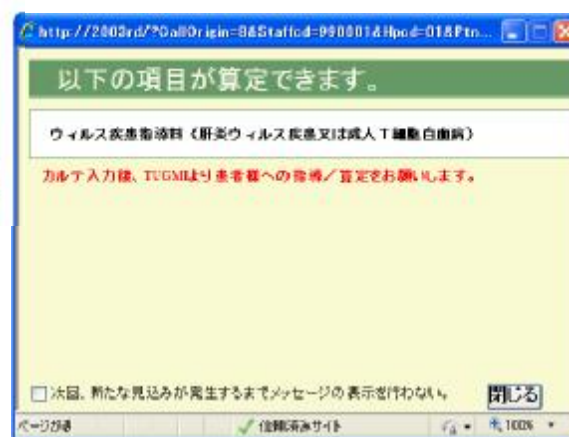 http://2003rd/?CallOrigin=8&Staffcd=990001&Hpcd=01&Ptn...
以下の項目が算定できます。
ウィルス疾患指導料（肝炎ウィルス疾患又は成人T細胞白血病）
カルテ入力後、TUGMIより患者様への指導／算定をお願いします。
次回、新たな見込みが発生するまでメッセージの表示を行わない。 閉じる
ページが 信頼済みサイト 100%